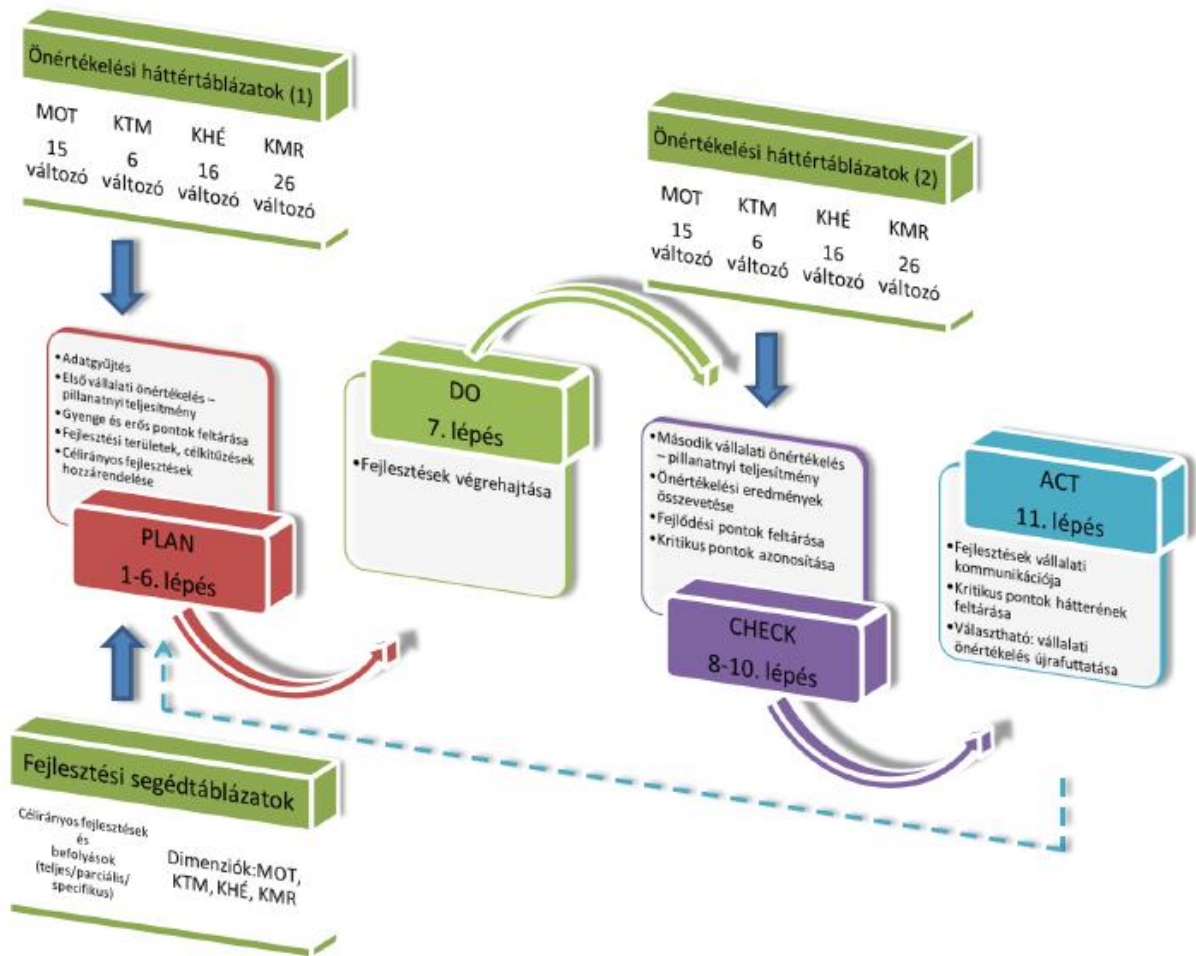 Önértékelési háttértáblázatok (1)
MOT
15
változó
KTM
6
változó
KHÉ
16
változó
KMR
26
változó
Önértékelési háttértáblázatok (2)
MOT
15
változó
KTM
6
változó
KHÉ
16
változó
KMR
26
változó
•Adatgyűjtés
•Első vállalati önértékelés –
pillanatnyi teljesítmény
•Gyenge és erős pontok feltárása
•Fejlesztési területek, célkitűzések
•Célirányos fejlesztések
hozzárendelése
PLAN
1-6. lépés
DO
7. lépés
•Fejlesztések végrehajtása
•Második vállalati önértékelés
– pillanatnyi teljesítmény
•Önértékelési eredmények
összevetése
•Fejlődési pontok feltárása
•Kritikus pontok azonosítása
CHECK
8-10. lépés
ACT
11. lépés
•Fejlesztések vállalati
kommunikációja
•Kritikus pontok hátterének
feltárása
•Választható: vállalati
önértékelés újrafuttatása
Fejlesztési segédtáblázatok
Célirányos fejlesztések
és
befolyások
(teljes/parciális/
specifikus)
Dimenziók:MOT,
KTM, KHÉ, KMR